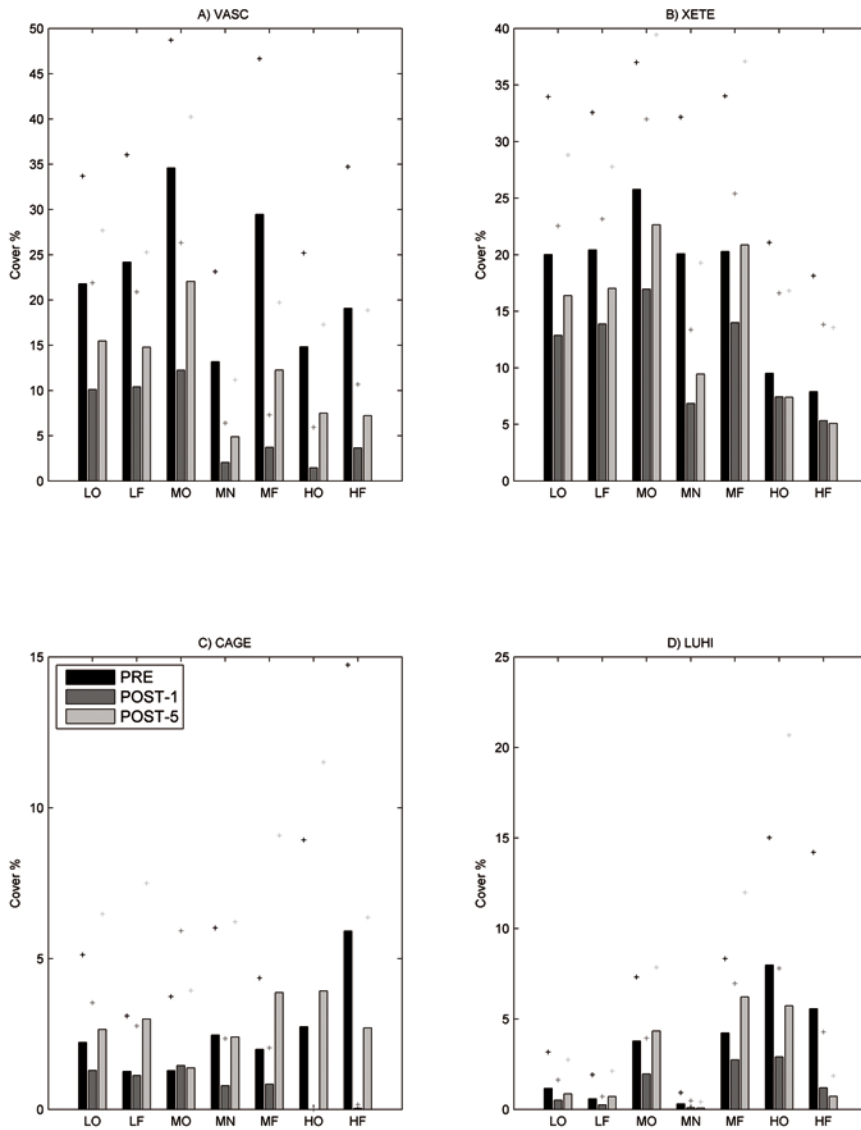 A) VASC
50
45
40
35
30
25
20
15
10
5
0
Cover %
LO LF MO MN MF HO HF
B) XETE
40
35
30
25
20
15
10
5
0
Cover %
LO LF MO MN MF HO HF
C) CAGE
15
10
5
0
Cover %
PRE
POST-1
POST-5
LO LF MO MN MF HO HF
D) LUHI
25
20
15
10
5
0
Cover %
LO LF MO MN MF HO HF